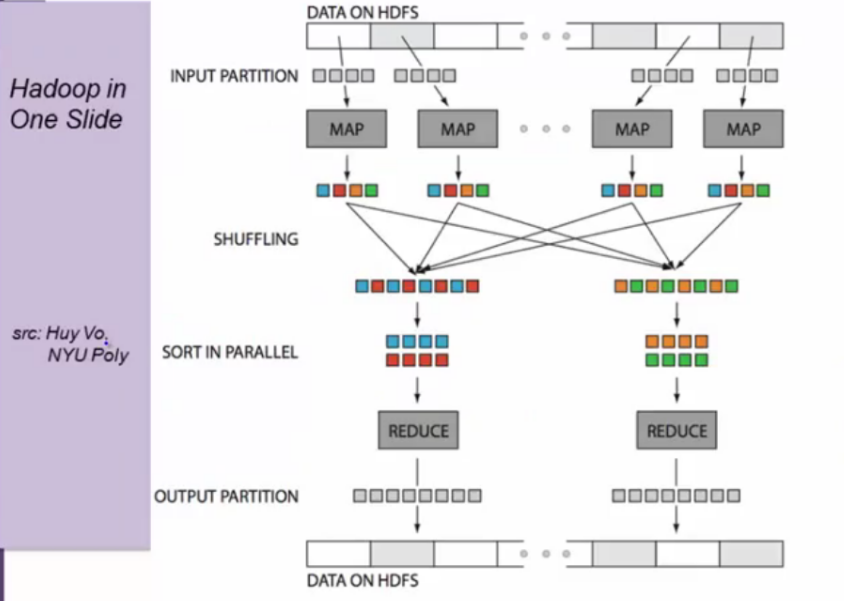 DATA ON HDFS
Hadoop in
One Slide
INPUT PARTITION
MAP
MAP
MAP
MAP
SHUFFLING
src: Huy Vo,
NYU Poly
SORT IN PARALLEL
REDUCE
REDUCE
OUTPUT PARTITION
DATA ON HDFS